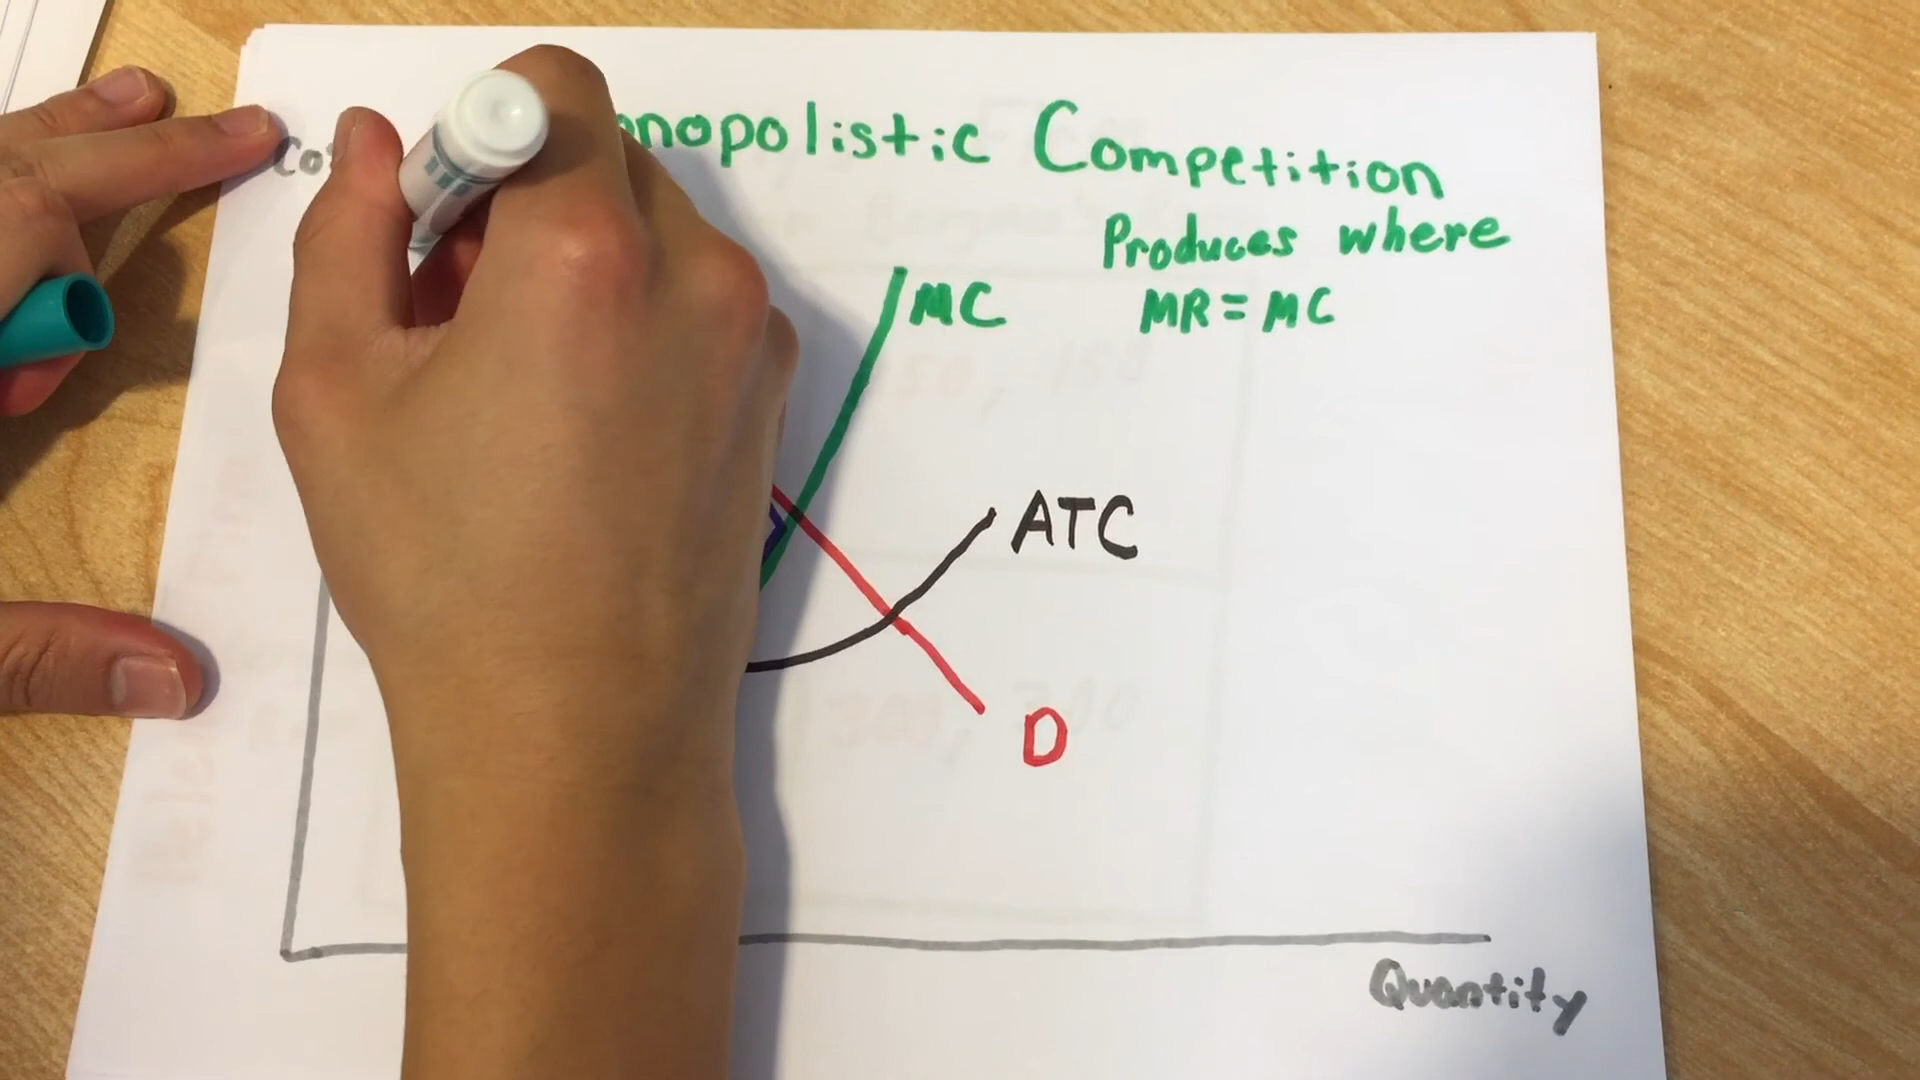 nopolistic Competition
Produces where
MR = MC
MC
ATC
D
Quantity